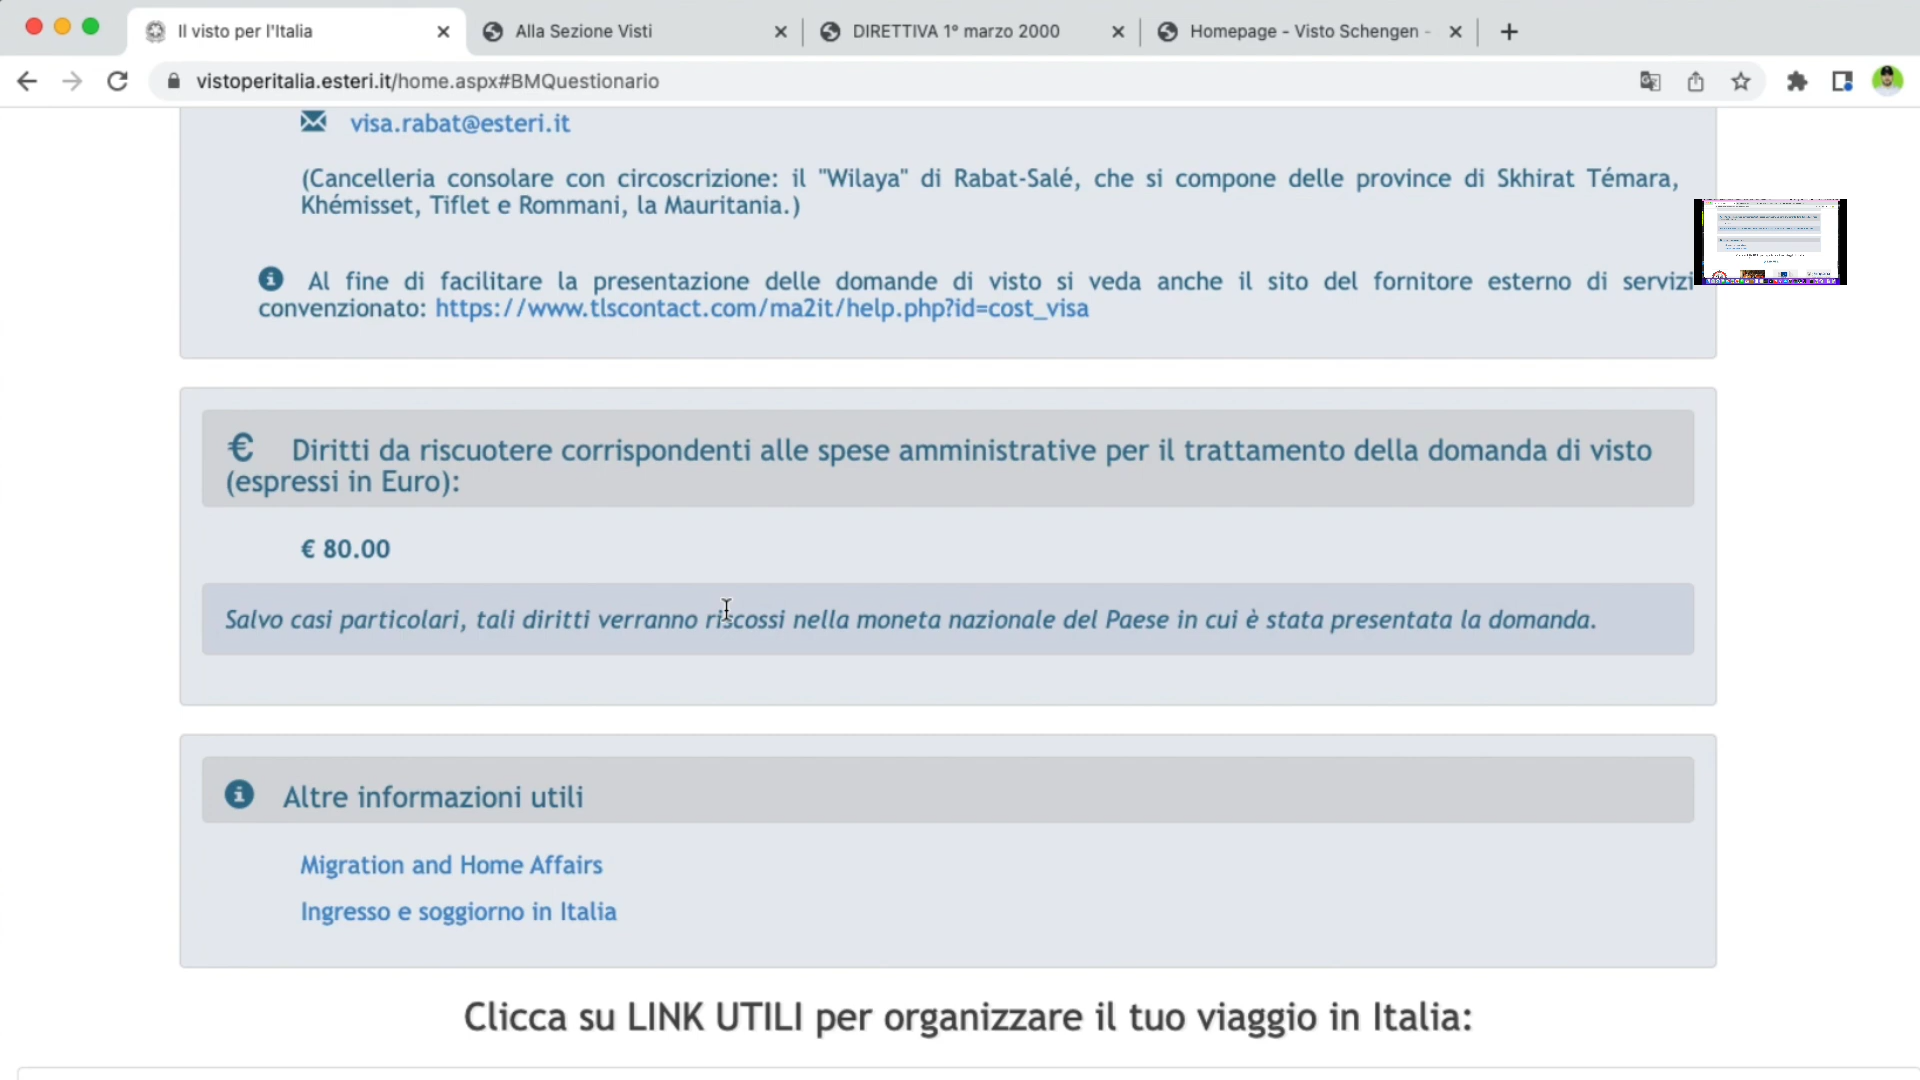 Il visto per l'Italia
Alla Sezione Visti
DIRETTIVA 1° marzo 2000
Homepage - Visto Schengen -
vistoperitalia.esteri.it/home.aspx#BMQuestionario
visa.rabat@esteri.it
(Cancelleria consolare con circoscrizione: il "Wilaya" di Rabat-Salé, che si compone delle province di Skhirat Témara,
Khémisset, Tiflet e Rommani, la Mauritania.)
Al fine di facilitare la presentazione delle domande di visto si veda anche il sito del fornitore esterno di servizi
convenzionato: https://www.tlscontact.com/ma2it/help.php?id=cost_visa
€ Diritti da riscuotere corrispondenti alle spese amministrative per il trattamento della domanda di visto
(espressi in Euro):
€ 80.00
Salvo casi particolari, tali diritti verranno riscossi nella moneta nazionale del Paese in cui è stata presentata la domanda.
Altre informazioni utili
Migration and Home Affairs
Ingresso e soggiorno in Italia
Clicca su LINK UTILI per organizzare il tuo viaggio in Italia: